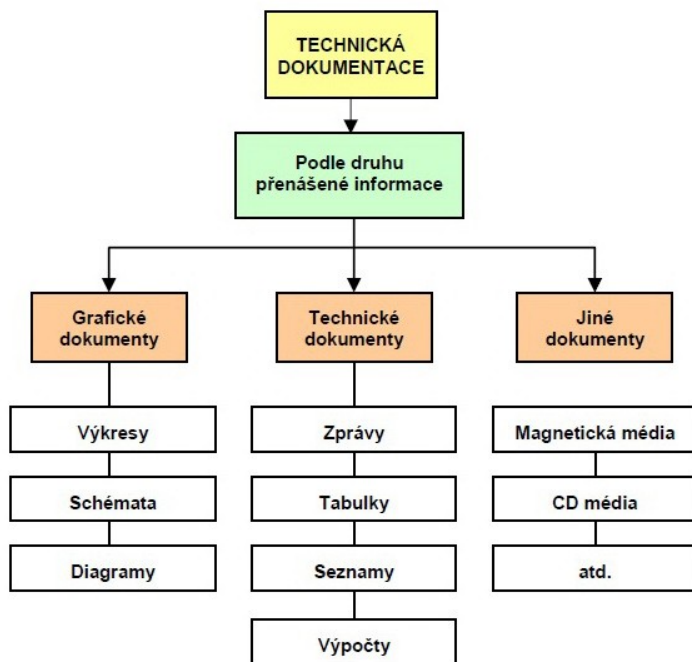 TECHNICKÁ
DOKUMENTACE
Podle druhu
přenášené informace
Grafické
dokumenty
Technické
dokumenty
Jiné
dokumenty
Výkresy
Zprávy
Magnetická média
Schémata
Tabulky
CD média
Diagramy
Seznamy
atd.
Výpočty